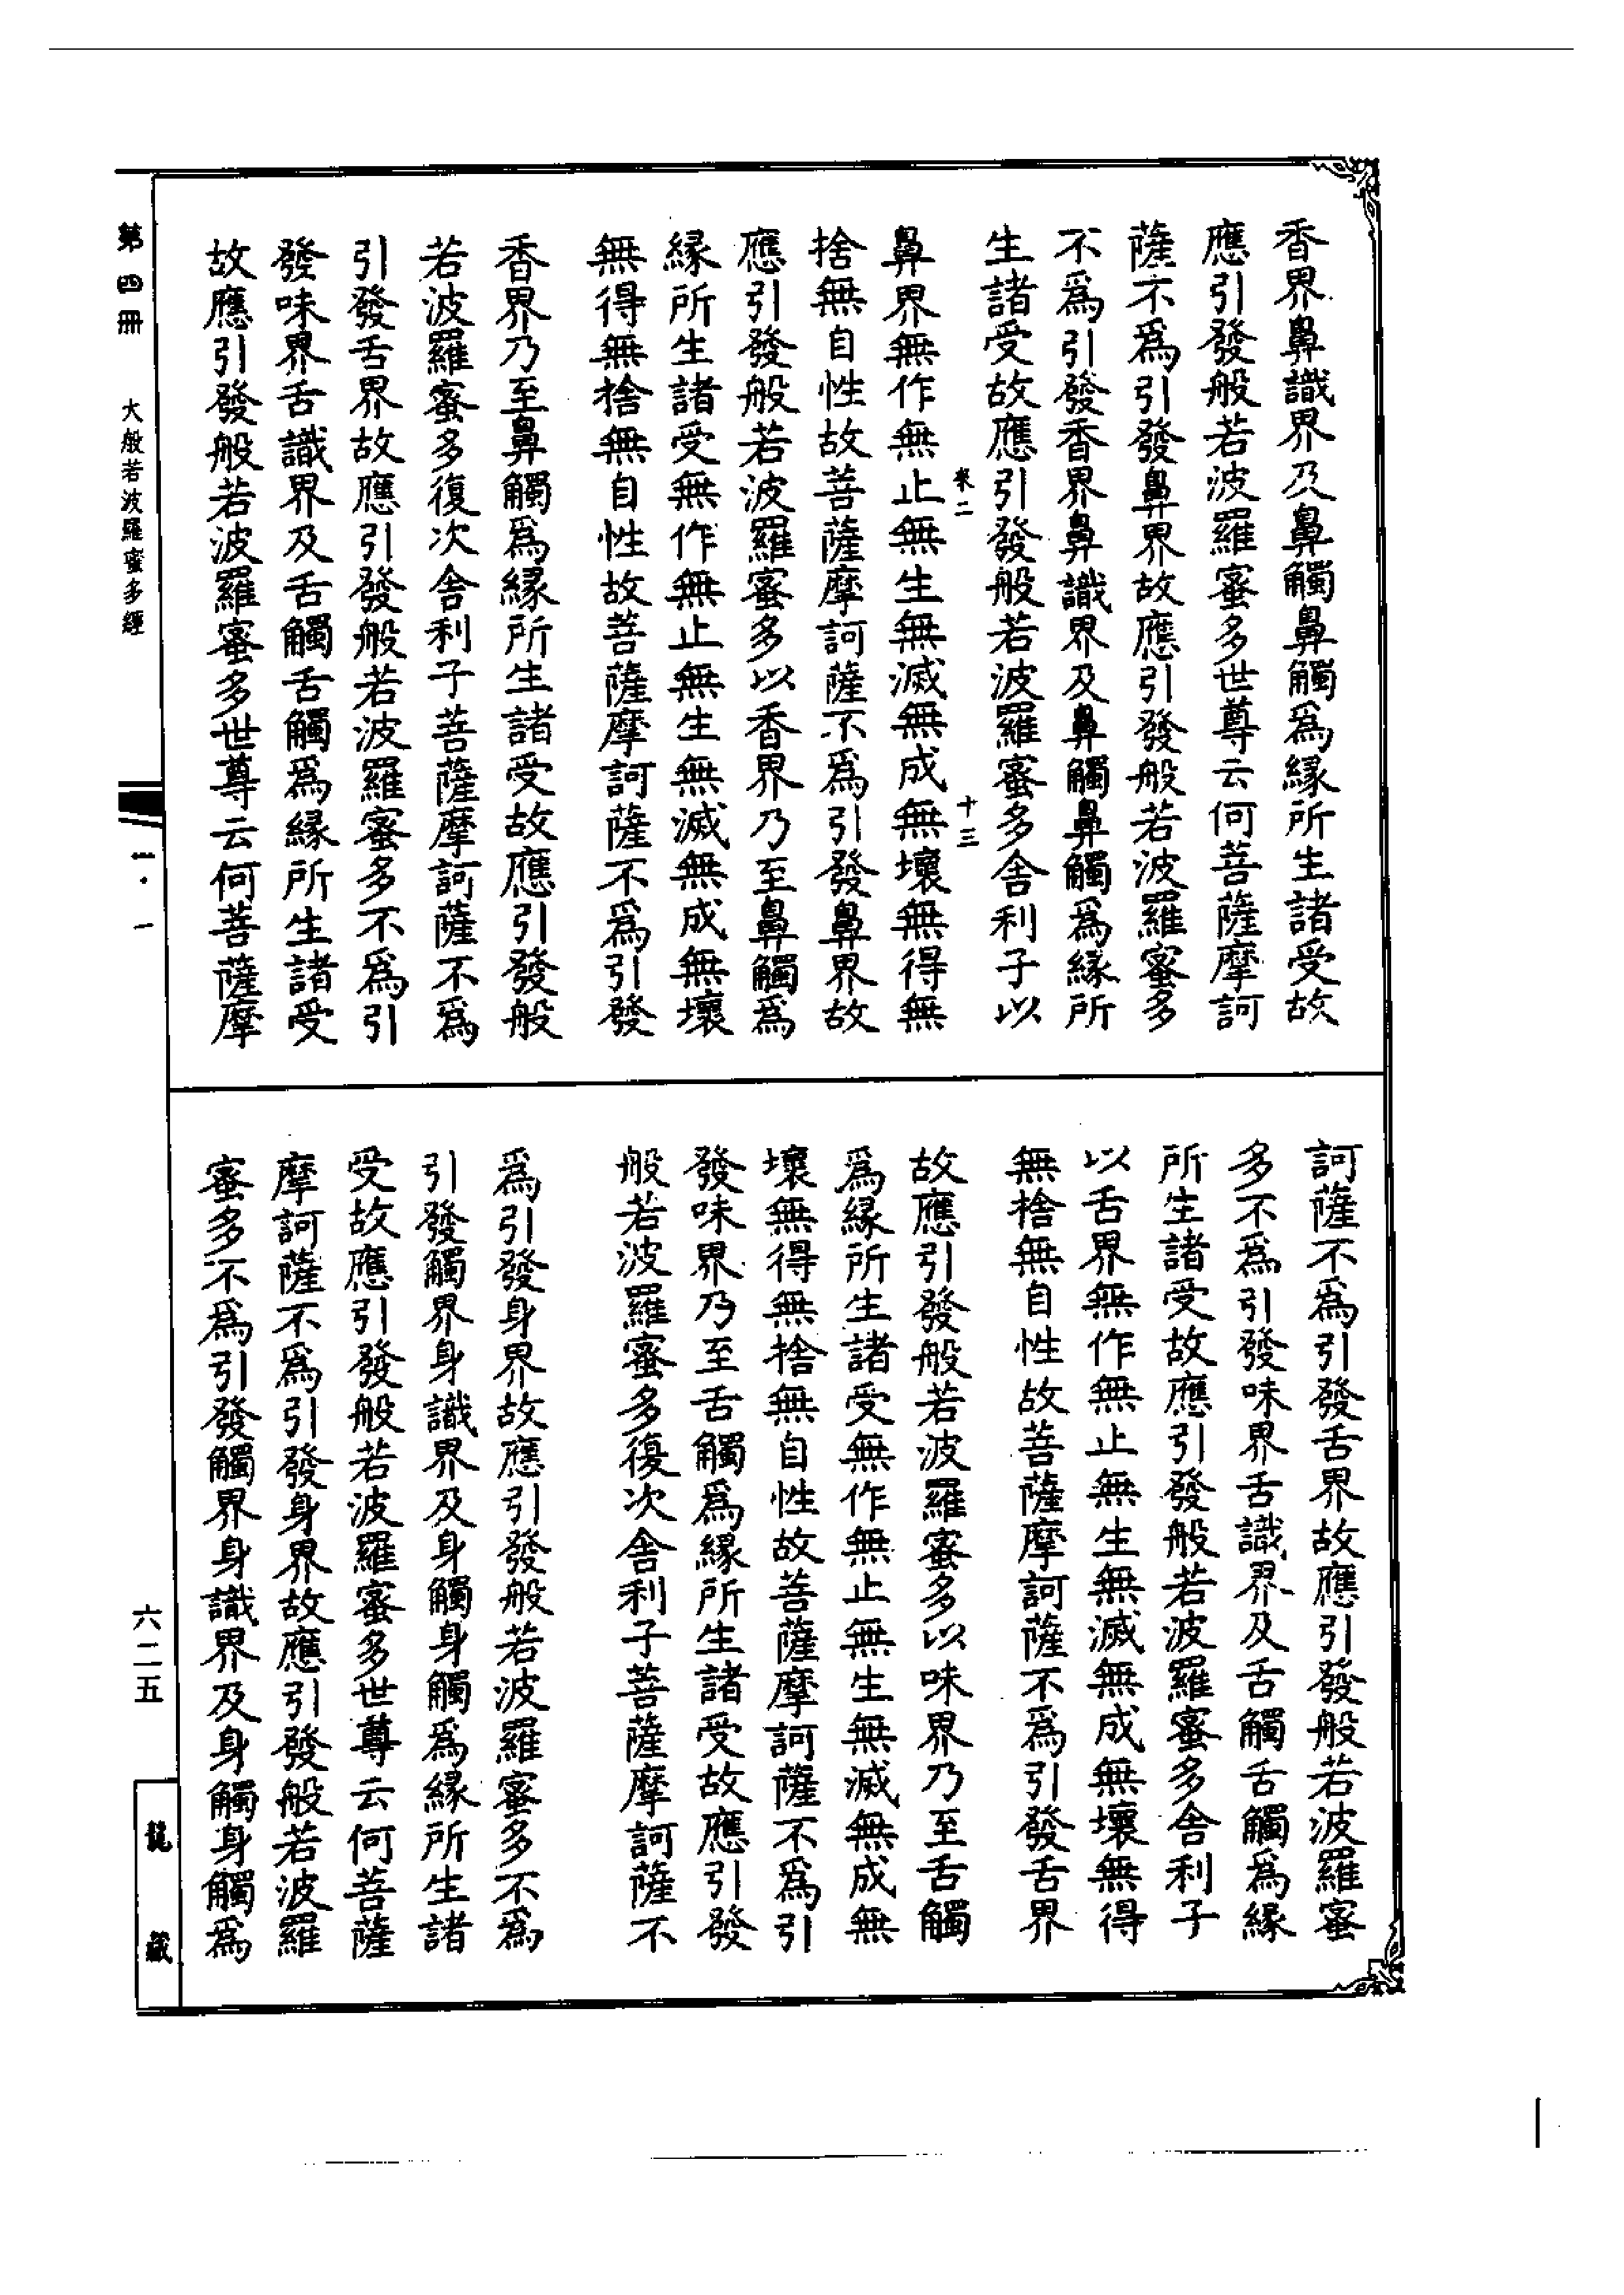 香界鼻識界及鼻觸鼻觸爲緣所生諸受故
應引發般若波羅蜜多世尊云何菩薩摩訶
薩不爲引發鼻界故應引發般若波羅蜜多
不爲引發香界鼻識界及鼻觸鼻觸爲緣所
生諸受故應引發般若波羅蜜多舍利子以
十三
鼻界無作無止無生無滅無成無壞無得無
捨無自性故菩薩摩訶薩不爲引發鼻界故
應引發般若波羅蜜多以香界乃至鼻觸爲
緣所生諸受無作無止無生無滅無成無壞
無得無捨無自性故菩薩摩訶薩不爲引發
香界乃至鼻觸爲緣所生諸受故應引發般
若波羅蜜多復次舍利子菩薩摩訶薩不爲
引發舌界故應引發般若波羅蜜多不爲引
發味界舌識界及舌觸舌觸爲緣所生諸受
故應引發般若波羅蜜多世尊云何菩薩摩
訶薩不爲引發舌界故應引發般若波羅蜜
多不爲引發味界舌識界及舌觸舌觸爲緣
所生諸受故應引發般若波羅蜜多舍利子
以舌界無作無止無生無滅無成無壞無得
無捨無自性故菩薩摩訶薩不爲引發舌界
故應引發般若波羅蜜多以味界乃至舌觸
爲緣所生諸受無作無止無生無滅無成無
壞無得無捨無自性故菩薩摩訶薩不爲引
發味界乃至舌觸爲緣所生諸受故應引發
般若波羅蜜多復次舍利子菩薩摩訶薩不
爲引發身界故應引發般若波羅蜜多不爲
引發觸界身識界及身觸身觸爲緣所生諸
受故應引發般若波羅蜜多世尊云何菩薩
摩訶薩不爲引發身界故應引發般若波羅
蜜多不爲引發觸界身識界及身觸身觸爲
第四冊 大般若波羅蜜多經
一·一
六二五
龍藏